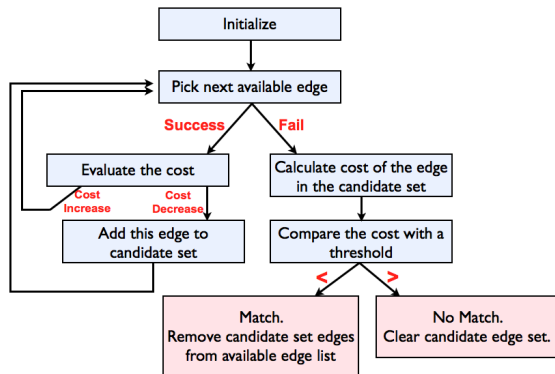 Initialize
Pick next available edge
Success
Fail
Evaluate the cost
Calculate cost of the edge
in the candidate set
Cost
Increase
Cost
Decrease
Add this edge to
candidate set
Compare the cost with a
threshold
<
>
Match.
Remove candidate set edges
from available edge list
No Match.
Clear candidate edge set.